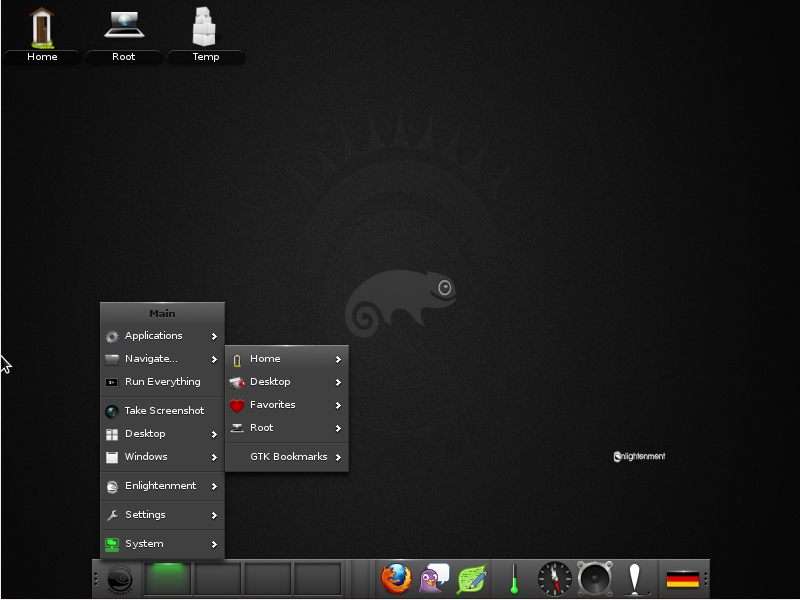 Home
Root
Temp
Main
Applications
Navigate...
Run Everything
Take Screenshot
Desktop
Windows
Enlightenment
Settings
System
Home
Desktop
Favorites
Root
GTK Bookmarks
Enlightenment